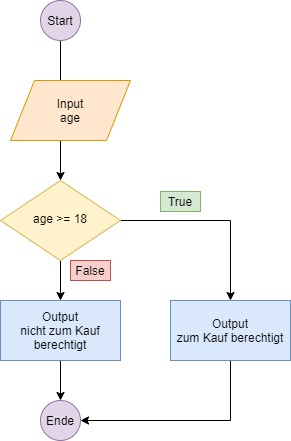 Start
Input
age
age >= 18
True
False
Output
nicht zum Kauf
berechtigt
Output
zum Kauf berechtigt
Ende